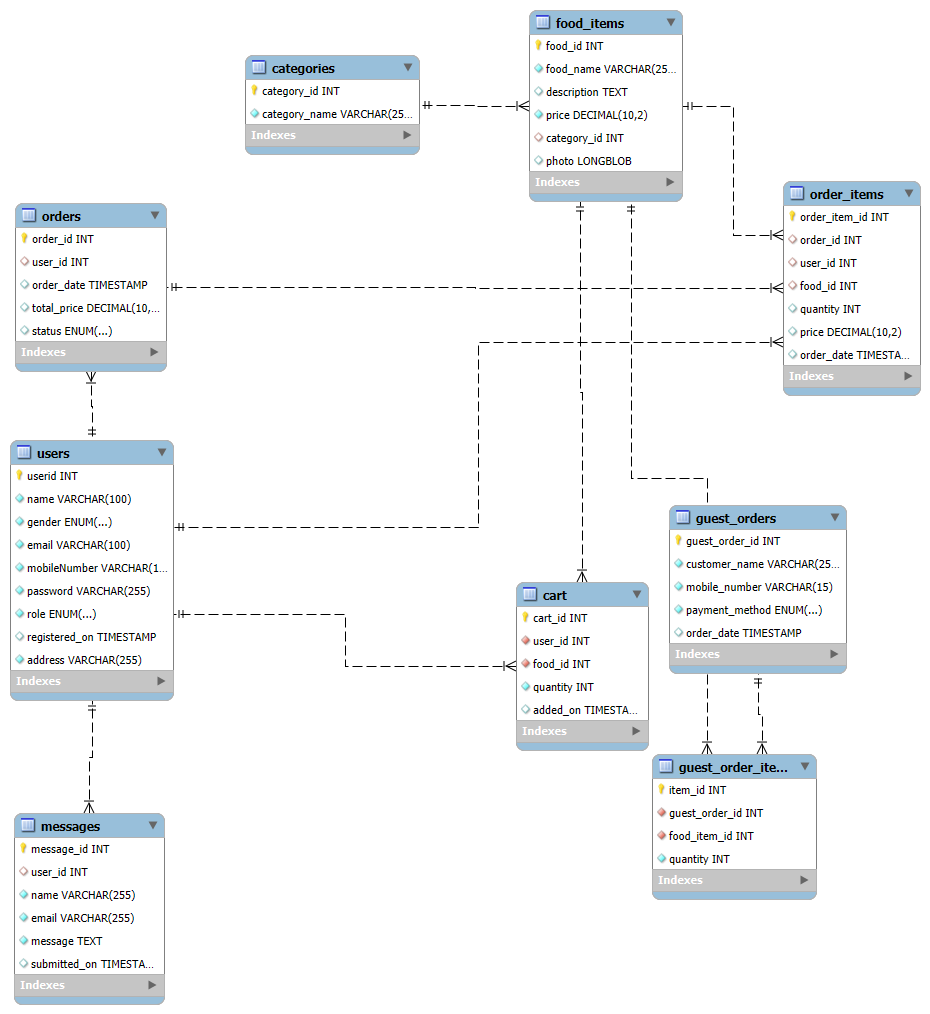 food_items
food_id INT
food_name VARCHAR(25...
description TEXT
price DECIMAL(10,2)
category_id INT
photo LONGBLOB
Indexes
categories
category_id INT
category_name VARCHAR(25...
Indexes
order_items
order_item_id INT
order_id INT
user_id INT
food_id INT
quantity INT
price DECIMAL(10,2)
order_date TIMESTA...
Indexes
orders
order_id INT
user_id INT
order_date TIMESTAMP
total_price DECIMAL(10,...
status ENUM(...)
Indexes
users
userid INT
name VARCHAR(100)
gender ENUM(...)
email VARCHAR(100)
mobileNumber VARCHAR(1...
password VARCHAR(255)
role ENUM(...)
registered_on TIMESTAMP
address VARCHAR(255)
Indexes
guest_orders
guest_order_id INT
customer_name VARCHAR(25...
mobile_number VARCHAR(15)
payment_method ENUM(...)
order_date TIMESTAMP
Indexes
cart
cart_id INT
user_id INT
food_id INT
quantity INT
added_on TIMESTA...
Indexes
guest_order_ite...
item_id INT
guest_order_id INT
food_item_id INT
quantity INT
Indexes
messages
message_id INT
user_id INT
name VARCHAR(255)
email VARCHAR(255)
message TEXT
submitted_on TIMESTA...
Indexes